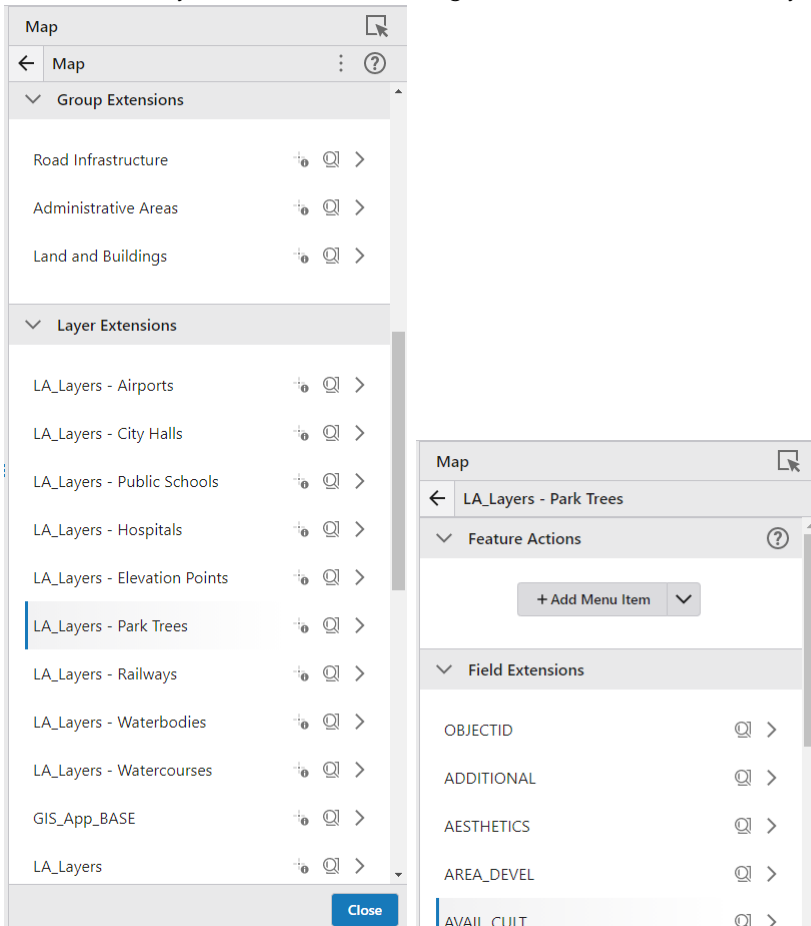 Map
Map
Group Extensions
Road Infrastructure
Administrative Areas
Land and Buildings
Layer Extensions
LA_Layers - Airports
LA_Layers - City Halls
LA_Layers - Public Schools
LA_Layers - Hospitals
LA_Layers - Elevation Points
LA_Layers - Park Trees
LA_Layers - Railways
LA_Layers - Waterbodies
LA_Layers - Watercourses
GIS_App_BASE
LA_Layers
Close
Map
LA_Layers - Park Trees
Feature Actions
+ Add Menu Item
Field Extensions
OBJECTID
ADDITIONAL
AESTHETICS
AREA_DEVEL
AVAIL_CULT